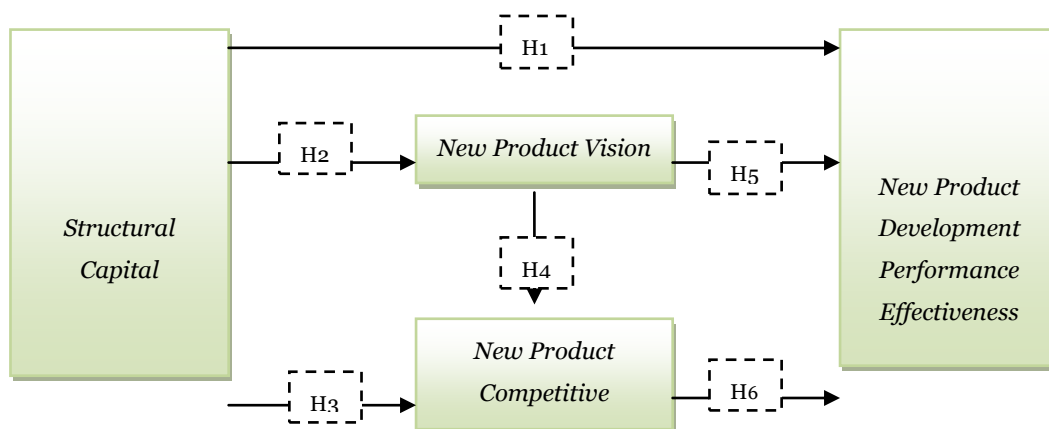 H1
H2
New Product Vision
H5
Structural
Capital
H4
New Product
Development
Performance
Effectiveness
H3
New Product
Competitive
H6